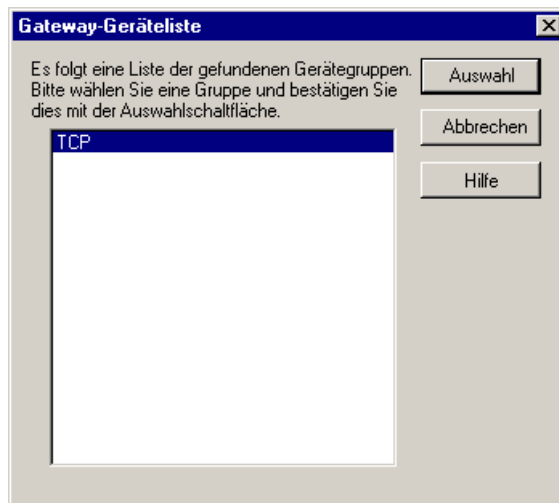 Gateway-Geräteliste
Es folgt eine Liste der gefundenen Gerätegruppen.
Bitte wählen Sie eine Gruppe und bestätigen Sie
dies mit der Auswahlschaltfläche.
TCP
Auswahl
Abbrechen
Hilfe